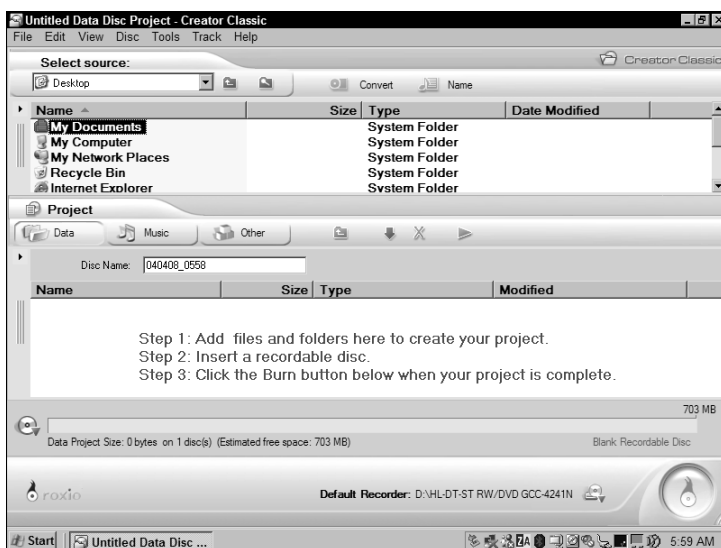 Untitled Data Disc Project - Creator Classic
File Edit View Disc Tools Track Help
Select source:
Creator Classic
Desktop
Convert
Name
Name Size Type Date Modified
My Documents System Folder
My Computer System Folder
My Network Places System Folder
Recycle Bin System Folder
Internet Explorer System Folder
Project
Data Music Other
Disc Name: 040408_0558
Name Size Type Modified
Step 1: Add files and folders here to create your project.
Step 2: Insert a recordable disc.
Step 3: Click the Burn button below when your project is complete.
703 MB
Data Project Size: 0 bytes on 1 disc(s) (Estimated free space: 703 MB) Blank Recordable Disc
roxio
Default Recorder: D:\HL-DT-ST RW/DVD GCC-4241N
Start Untitled Data Disc ... 5:59 AM